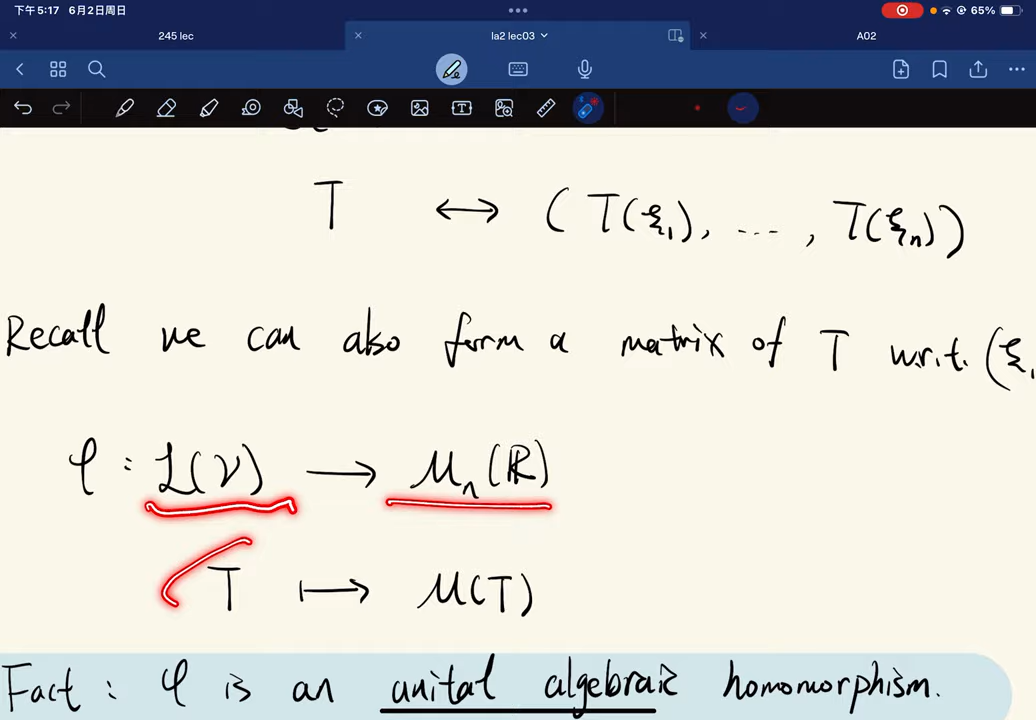 下午5:17 6月2日周日
65%
245 lec
la2 lec03
A02
T ↔ ( T(ξ₁), ..., T(ξₙ) )
Recall we can also form a matrix of T w.r.t. (ξ₁
φ : L(V) → Mₙ(ℝ)
T ↦ M(T)
Fact : φ is an unital algebraic homomorphism.